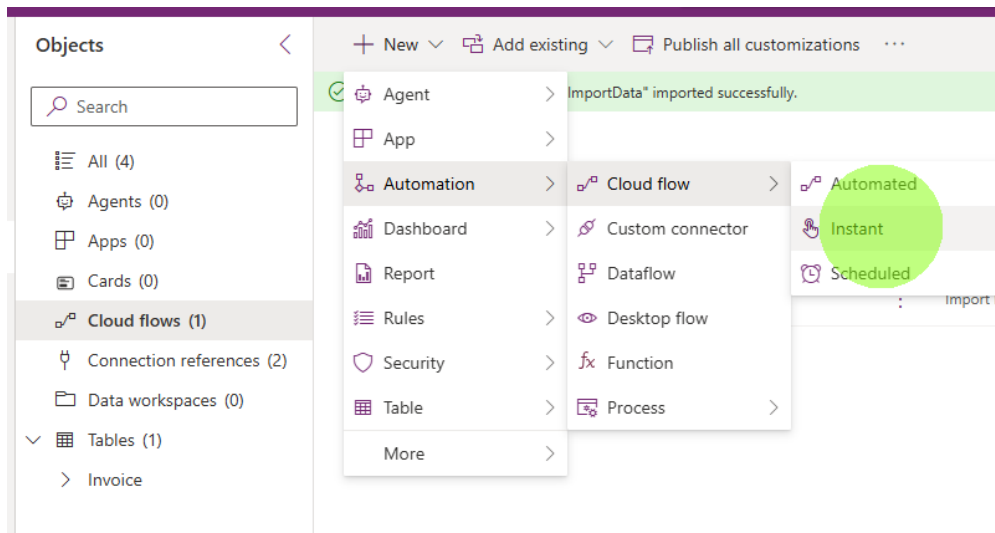 Objects
Search
All (4)
Agents (0)
Apps (0)
Cards (0)
Cloud flows (1)
Connection references (2)
Data workspaces (0)
Tables (1)
Invoice
New
Add existing
Publish all customizations
ImportData" imported successfully.
Agent
App
Automation
Dashboard
Report
Rules
Security
Table
More
Cloud flow
Custom connector
Dataflow
Desktop flow
fx Function
Process
Automated
Instant
Scheduled
Import